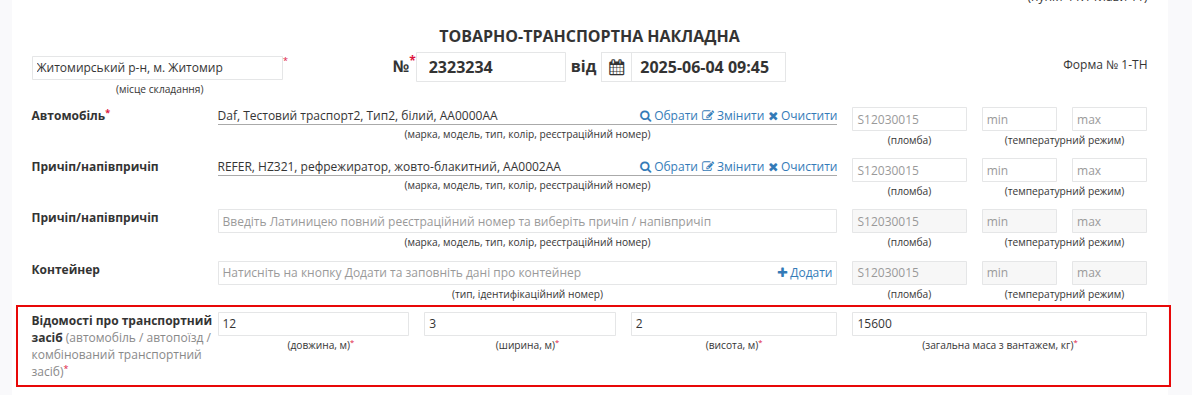 ТОВАРНО-ТРАНСПОРТНА НАКЛАДНА
Житомирський р-н, м. Житомир * №* 2323234 від 2025-06-04 09:45 Форма № 1-ТН
(місце складання)
Автомобіль* Daf, Тестовий траспорт2, Тип2, білий, AA0000AA Обрати Змінити Очистити S12030015 min max
(марка, модель, тип, колір, реєстраційний номер) (пломба) (температурний режим)
Причіп/напівпричіп REFER, HZ321, рефрежиратор, жовто-блакитний, AA0002AA Обрати Змінити Очистити S12030015 min max
(марка, модель, тип, колір, реєстраційний номер) (пломба) (температурний режим)
Причіп/напівпричіп Введіть Латиницею повний реєстраційний номер та виберіть причіп / напівпричіп S12030015 min max
(марка, модель, тип, колір, реєстраційний номер) (пломба) (температурний режим)
Контейнер Натисніть на кнопку Додати та заповніть дані про контейнер Додати S12030015 min max
(тип, ідентифікаційний номер) (пломба) (температурний режим)
Відомості про транспортний 12 3 2 15600
засіб (автомобіль / автопоїзд / (довжина, м)* (ширина, м)* (висота, м)* (загальна маса з вантажем, кг)*
комбінований транспортний
засіб)*